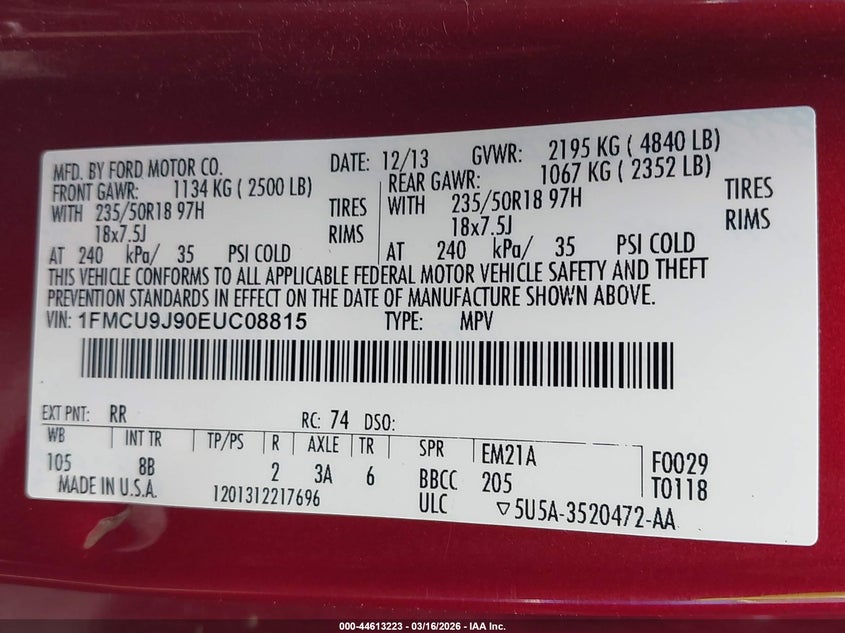 MFD. BY FORD MOTOR CO. DATE: 12/13 GVWR: 2195 KG ( 4840 LB)
FRONT GAWR: 1134 KG ( 2500 LB) REAR GAWR: 1067 KG ( 2352 LB)
WITH 235/50R18 97H TIRES WITH 235/50R18 97H TIRES
18x7.5J RIMS 18x7.5J RIMS
AT 240 kPa/ 35 PSI COLD AT 240 kPa/ 35 PSI COLD
THIS VEHICLE CONFORMS TO ALL APPLICABLE FEDERAL MOTOR VEHICLE SAFETY AND THEFT
PREVENTION STANDARDS IN EFFECT ON THE DATE OF MANUFACTURE SHOWN ABOVE.
VIN: 1FMCU9J90EUC08815 TYPE: MPV
EXT PNT: RR RC: 74 DSO:
WB INT TR TP/PS R AXLE TR SPR EM21A F0029
105 8B 2 3A 6 BBCC 205 T0118
MADE IN U.S.A. 1201312217696 ULC ▽5U5A-3520472-AA
000-44613223 - 03/16/2026 - IAA Inc.